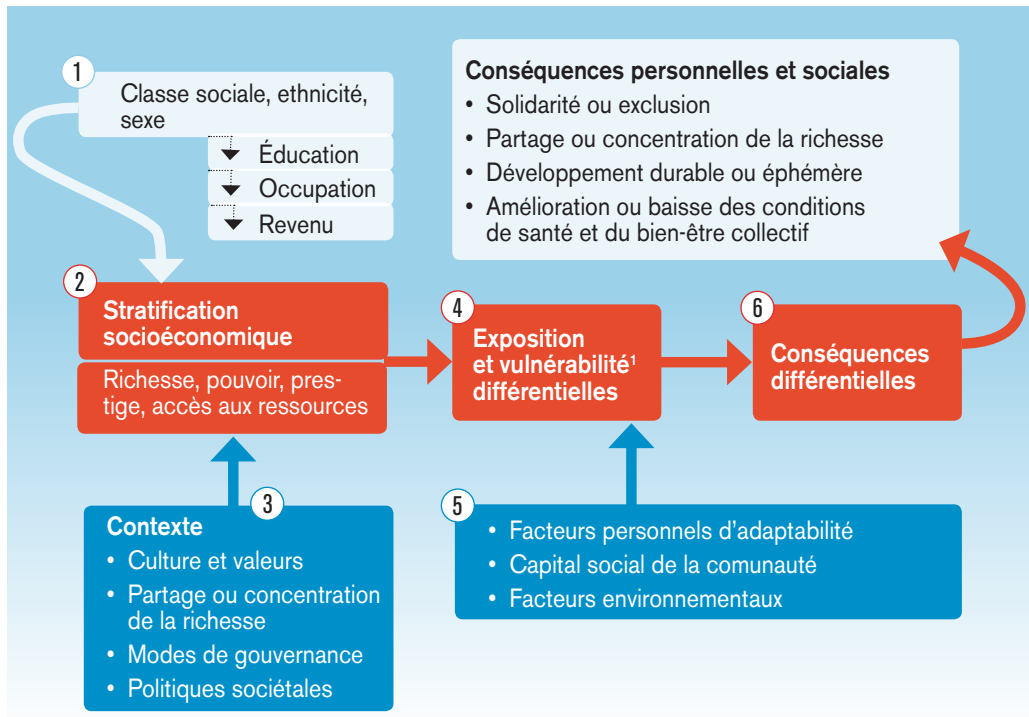 1
Classe sociale, ethnicité,
sexe
Éducation
Occupation
Revenu
Conséquences personnelles et sociales
• Solidarité ou exclusion
• Partage ou concentration de la richesse
• Développement durable ou éphémère
• Amélioration ou baisse des conditions
de santé et du bien-être collectif
2
Stratification
socioéconomique
Richesse, pouvoir, pres-
tige, accès aux ressources
3
Contexte
• Culture et valeurs
• Partage ou concentration
de la richesse
• Modes de gouvernance
• Politiques sociétales
4
Exposition
et vulnérabilité¹
différentielles
5
• Facteurs personnels d'adaptabilité
• Capital social de la comunauté
• Facteurs environnementaux
6
Conséquences
différentielles